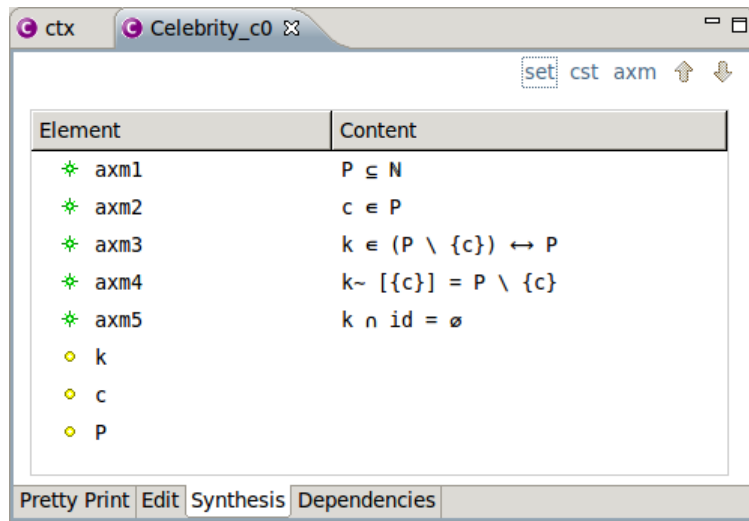 ctx Celebrity_c0
set cst axm
Element Content
axm1 P ⊆ ℕ
axm2 c ∈ P
axm3 k ∈ (P \ {c}) ↔ P
axm4 k~ [{c}] = P \ {c}
axm5 k ∩ id = ∅
k
c
P
Pretty Print Edit Synthesis Dependencies